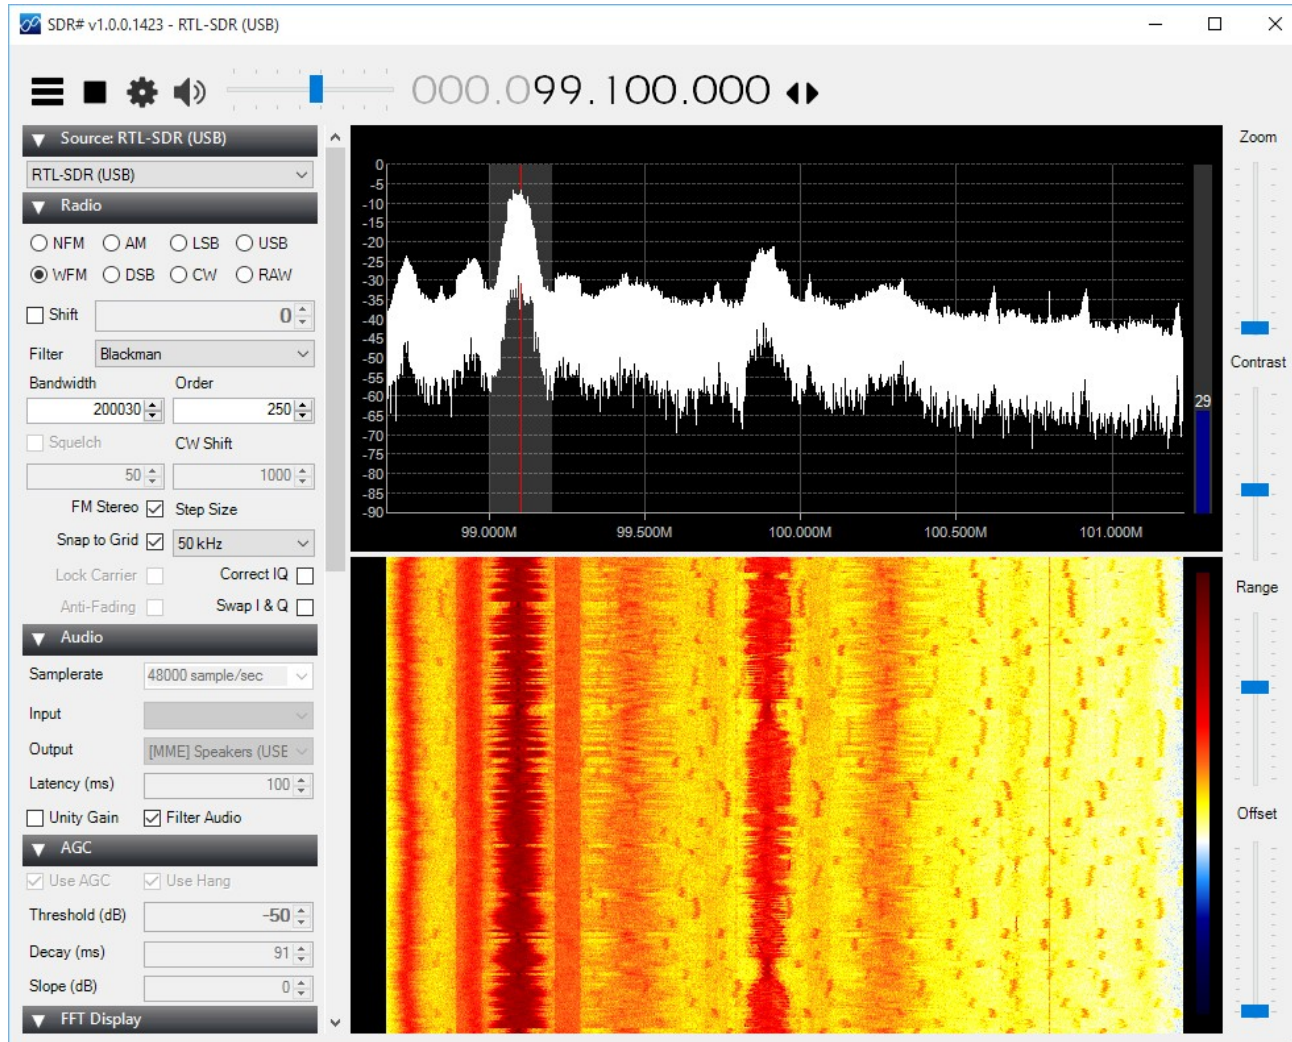 SDR# v1.0.0.1423 - RTL-SDR (USB)
000.099.100.000
Source: RTL-SDR (USB)
RTL-SDR (USB)
Radio
NFM AM LSB USB
WFM DSB CW RAW
Shift 0
Filter Blackman
Bandwidth Order
200030 250
Squelch CW Shift
50 1000
FM Stereo Step Size
Snap to Grid 50 kHz
Lock Carrier Correct IQ
Anti-Fading Swap I & Q
Audio
Samplerate 48000 sample/sec
Input
Output [MME] Speakers (USE
Latency (ms) 100
Unity Gain Filter Audio
AGC
Use AGC Use Hang
Threshold (dB) -50
Decay (ms) 91
Slope (dB) 0
FFT Display
0
-5
-10
-15
-20
-25
-30
-35
-40
-45
-50
-55
-60
-65
-70
-75
-80
-85
-90
99.000M 99.500M 100.000M 100.500M 101.000M
29
Zoom
Contrast
Range
Offset